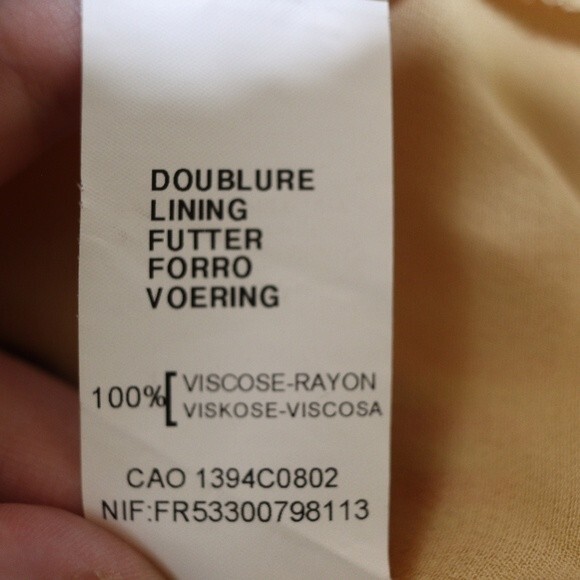 DOUBLURE
LINING
FUTTER
FORRO
VOERING
100% [ VISCOSE-RAYON
VISKOSE-VISCOSA
CAO 1394C0802
NIF:FR53300798113